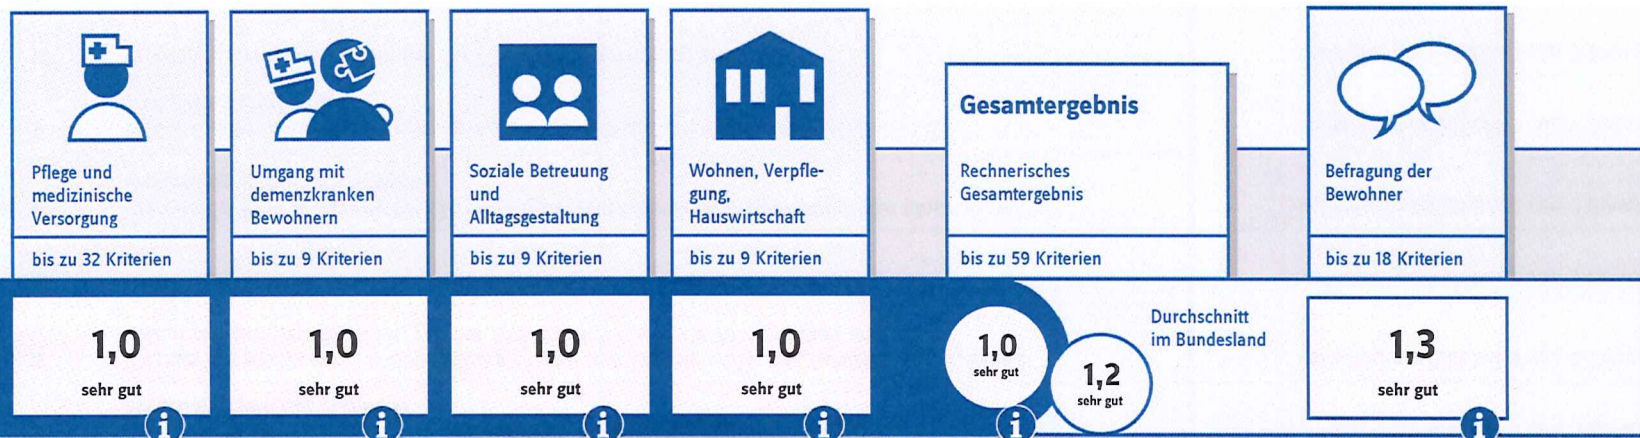 Pflege und
medizinische
Versorgung
bis zu 32 Kriterien
1,0
sehr gut
i
Umgang mit
demenzkranken
Bewohnern
bis zu 9 Kriterien
1,0
sehr gut
i
Soziale Betreuung
und
Alltagsgestaltung
bis zu 9 Kriterien
1,0
sehr gut
i
Wohnen, Verpfle-
gung,
Hauswirtschaft
bis zu 9 Kriterien
1,0
sehr gut
i
Gesamtergebnis
Rechnerisches
Gesamtergebnis
bis zu 59 Kriterien
1,0
sehr gut
i
Durchschnitt
im Bundesland
1,2
sehr gut
Befragung der
Bewohner
bis zu 18 Kriterien
1,3
sehr gut
i